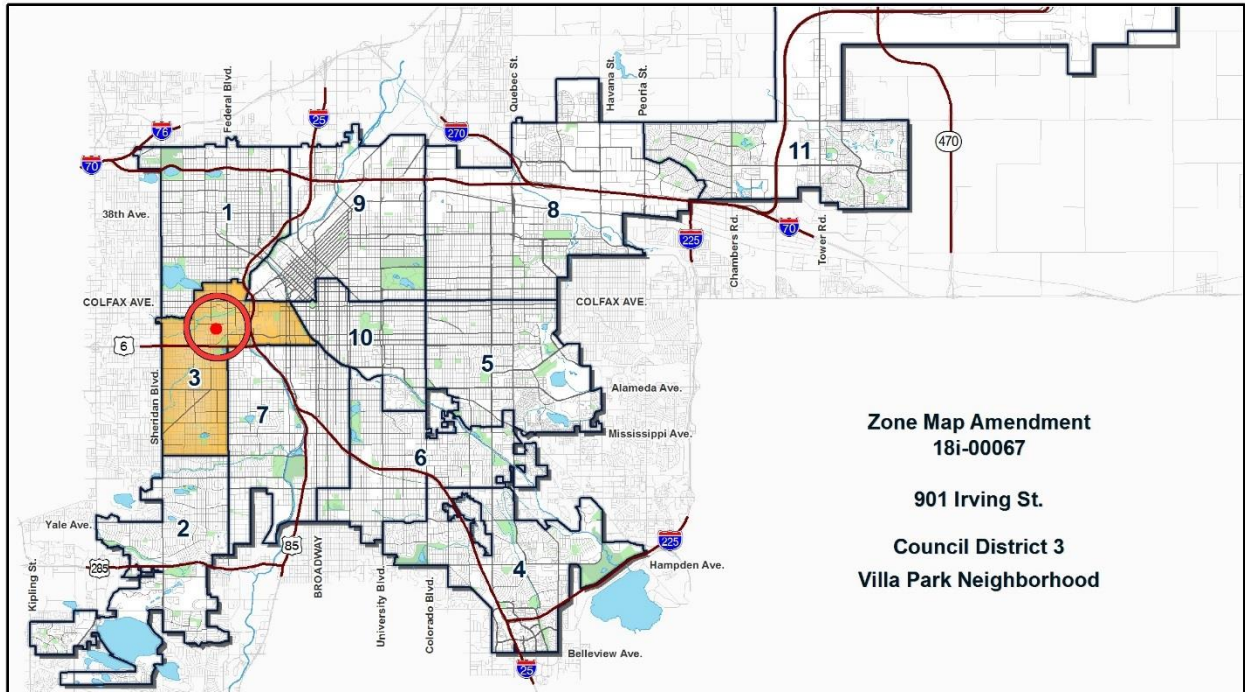 Federal Blvd.
Quebec St.
Havana St.
Peoria St.
76
25
270
70
470
11
38th Ave.
1
9
8
225
Chambers Rd.
70
Tower Rd.
COLFAX AVE.
COLFAX AVE.
6
10
5
3
Sheridan Blvd.
7
Alameda Ave.
Mississippi Ave.
6
Zone Map Amendment
18i-00067
901 Irving St.
Council District 3
Villa Park Neighborhood
Yale Ave.
2
85
285
Kipling St.
BROADWAY
University Blvd.
Colorado Blvd.
4
225
Hampden Ave.
Belleview Ave.
25